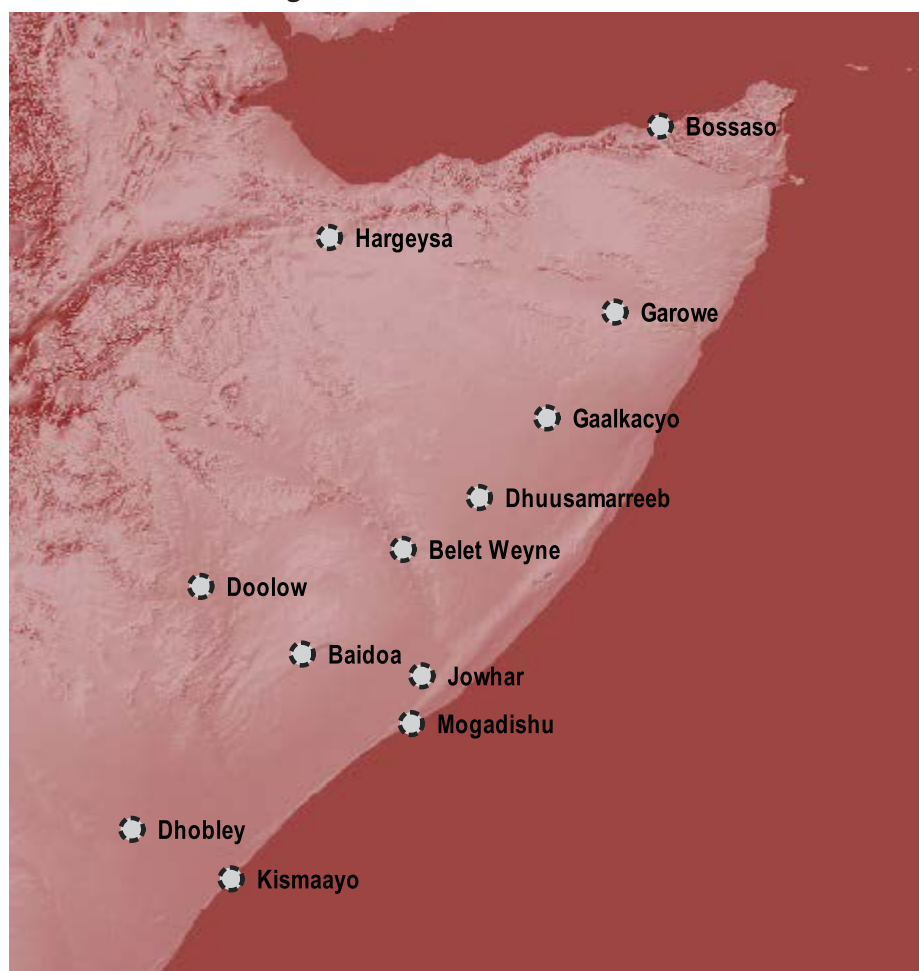 Bossaso
Hargeysa
Garowe
Gaalkacyo
Dhuusamarreeb
Belet Weyne
Doolow
Baidoa
Jowhar
Mogadishu
Dhobley
Kismaayo